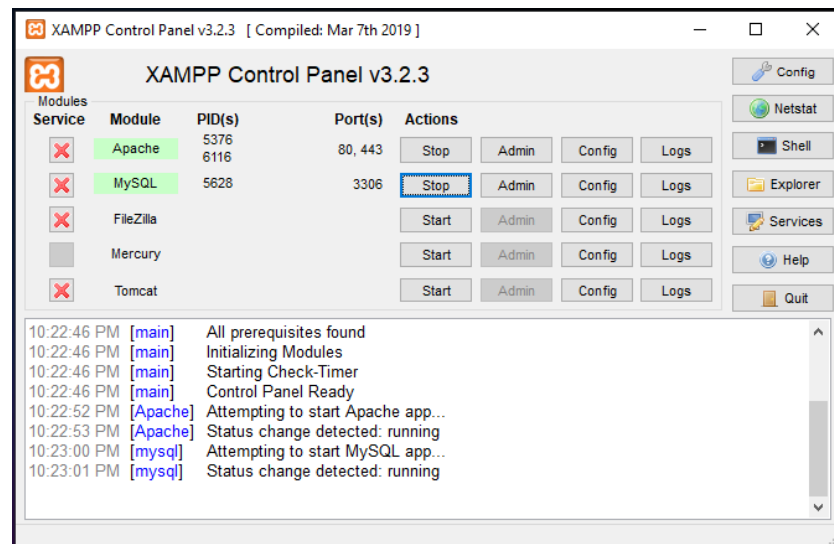 XAMPP Control Panel v3.2.3 [ Compiled: Mar 7th 2019 ]
XAMPP Control Panel v3.2.3
Config
Modules
Service Module PID(s) Port(s) Actions
Netstat
Apache 5376 6116 80, 443 Stop Admin Config Logs
Shell
MySQL 5628 3306 Stop Admin Config Logs
Explorer
FileZilla Start Admin Config Logs
Services
Mercury Start Admin Config Logs
Help
Tomcat Start Admin Config Logs
Quit
10:22:46 PM [main] All prerequisites found
10:22:46 PM [main] Initializing Modules
10:22:46 PM [main] Starting Check-Timer
10:22:46 PM [main] Control Panel Ready
10:22:52 PM [Apache] Attempting to start Apache app...
10:22:53 PM [Apache] Status change detected: running
10:23:00 PM [mysql] Attempting to start MySQL app...
10:23:01 PM [mysql] Status change detected: running